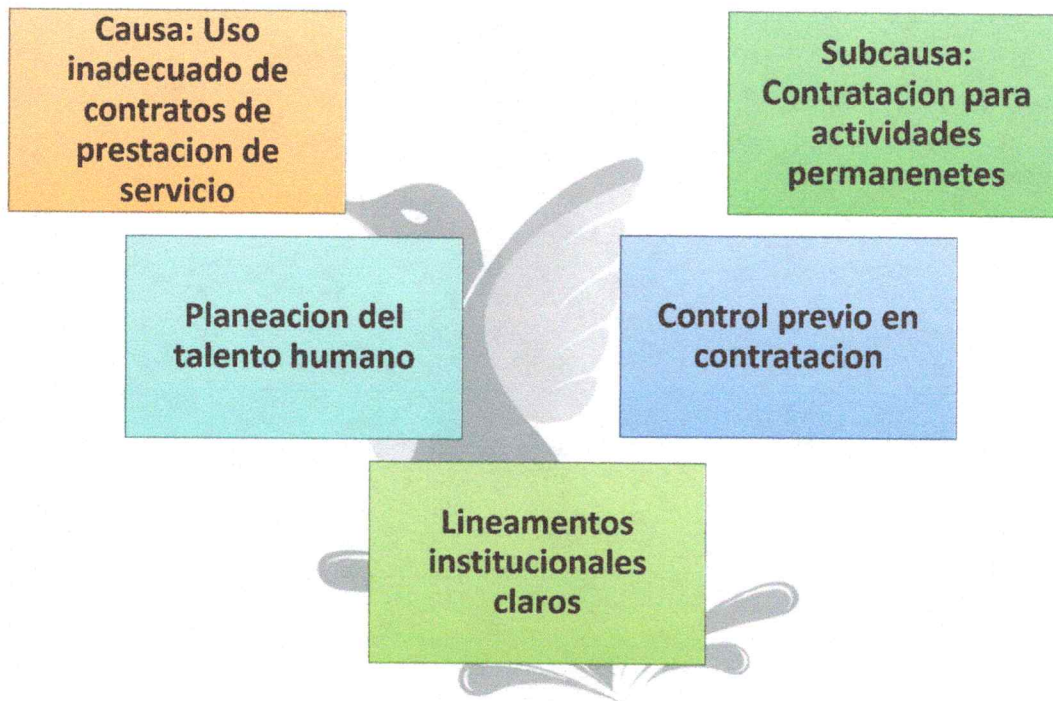 Causa: Uso
inadecuado de
contratos de
prestacion de
servicio
Subcausa:
Contratacion para
actividades
permanenetes
Planeacion del
talento humano
Control previo en
contratacion
Lineamentos
institucionales
claros